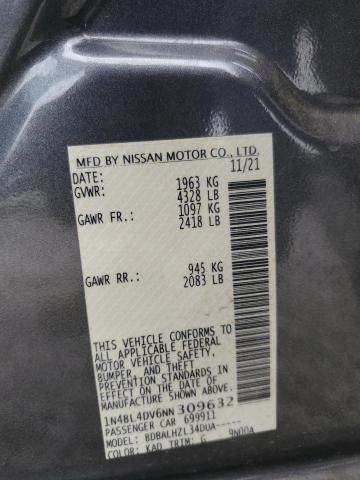 MFD BY NISSAN MOTOR CO., LTD.
DATE: 11/21
GVWR: 1963 KG
4328 LB
GAWR FR.: 1097 KG
2418 LB
GAWR RR.: 945 KG
2083 LB
THIS VEHICLE CONFORMS TO
ALL APPLICABLE FEDERAL
MOTOR VEHICLE SAFETY,
BUMPER, AND THEFT
PREVENTION STANDARDS IN
EFFECT ON THE DATE OF
MANUFACTURE SHOWN ABOVE.
1N4BL4DV6NN309632
PASSENGER CAR 699911
MODEL: BDBALHZL34DUA-----
COLOR: KAD TRIM: G 9N00A